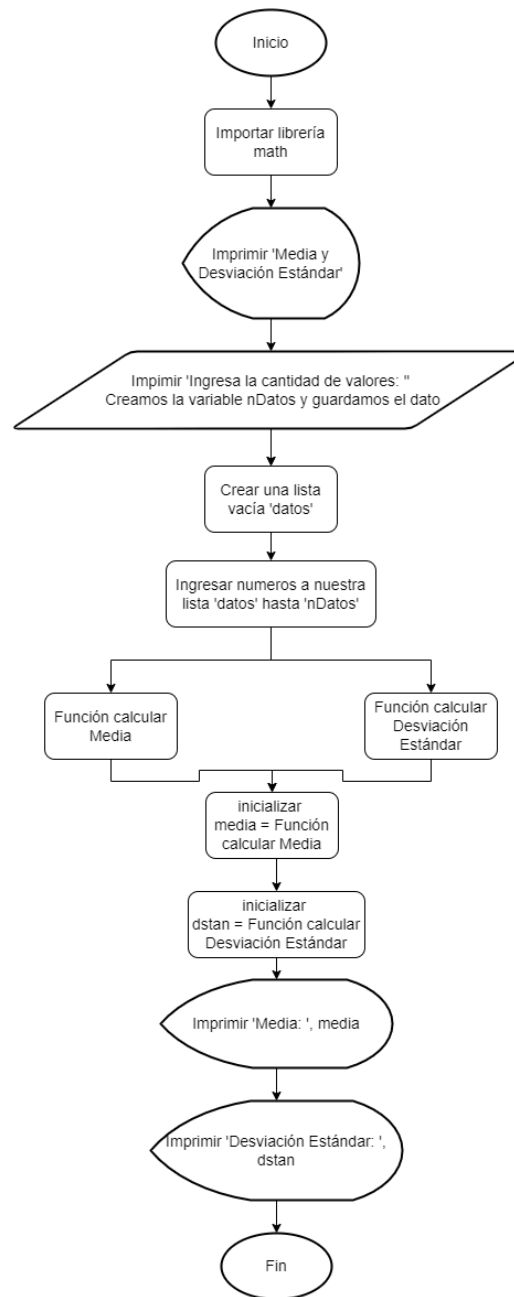 Inicio
Importar librería
math
Imprimir 'Media y
Desviación Estándar'
Impimir 'Ingresa la cantidad de valores: "
Creamos la variable nDatos y guardamos el dato
Crear una lista
vacía 'datos'
Ingresar numeros a nuestra
lista 'datos' hasta 'nDatos'
Función calcular
Media
Función calcular
Desviación
Estándar
inicializar
media = Función
calcular Media
inicializar
dstan = Función calcular
Desviación Estándar
Imprimir 'Media: ', media
Imprimir 'Desviación Estándar: ',
dstan
Fin